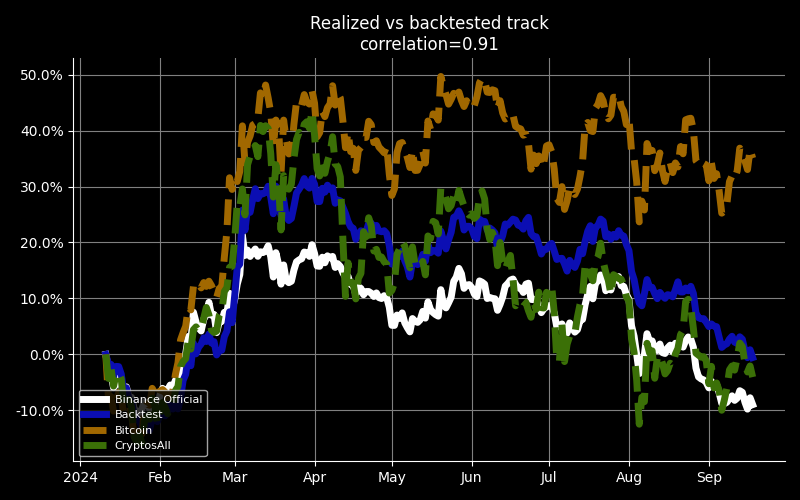 Realized vs backtested track
correlation=0.91
50.0%
40.0%
30.0%
20.0%
10.0%
0.0%
-10.0%
Binance Official
Backtest
Bitcoin
CryptosAll
2024 Feb Mar Apr May Jun Jul Aug Sep